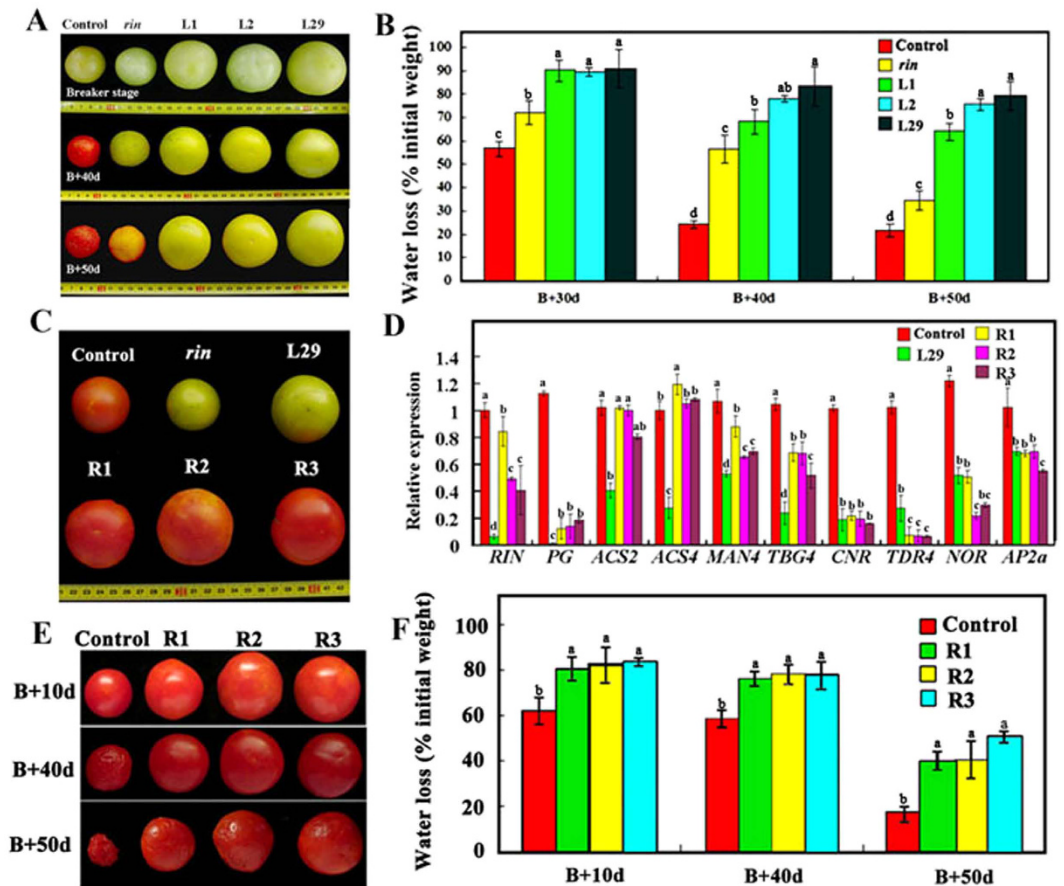 A
Control rin L1 L2 L29
Breaker stage
B+40d
B+50d
B
Water loss (% initial weight)
100
90
80
70
60
50
40
30
20
10
0
c b a a a
d c b ab a
d c b a a
B+30d B+40d B+50d
Control
rin
L1
L2
L29
C
Control rin L29
R1 R2 R3
D
Relative expression
1.4
1.2
1
0.8
0.6
0.4
0.2
0
Control
L29
R1
R2
R3
a d b c c
a c b b b
a c a a ab
a c a b b
a d b c c
a d b b c
a b b b b
a b c c c
a b b c bc
a b b b c
RIN PG ACS2 ACS4 MAN4 TBG4 CNR TDR4 NOR AP2a
E
Control R1 R2 R3
B+10d
B+40d
B+50d
F
Water loss (% initial weight)
100
80
60
40
20
0
b a a a
b a a a
b a a a
B+10d B+40d B+50d
Control
R1
R2
R3